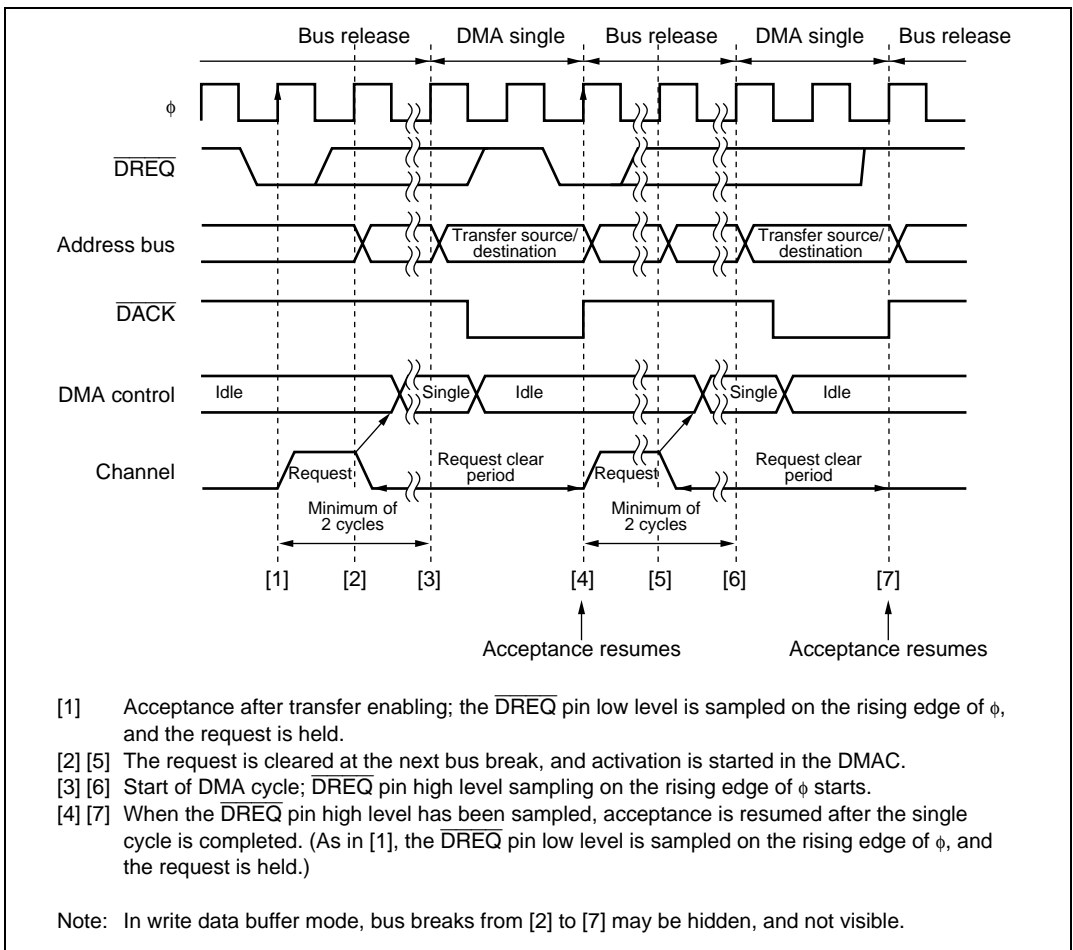 Bus release DMA single Bus release DMA single Bus release
ϕ
DREQ
Address bus
Transfer source/
destination
Transfer source/
destination
DACK
DMA control
Idle Single Idle Single Idle
Channel
Request
Request clear
period
Request
Request clear
period
Minimum of
2 cycles
Minimum of
2 cycles
[1] [2] [3] [4] [5] [6] [7]
Acceptance resumes Acceptance resumes
[1] Acceptance after transfer enabling; the DREQ pin low level is sampled on the rising edge of ϕ,
and the request is held.
[2] [5] The request is cleared at the next bus break, and activation is started in the DMAC.
[3] [6] Start of DMA cycle; DREQ pin high level sampling on the rising edge of ϕ starts.
[4] [7] When the DREQ pin high level has been sampled, acceptance is resumed after the single
cycle is completed. (As in [1], the DREQ pin low level is sampled on the rising edge of ϕ, and
the request is held.)
Note: In write data buffer mode, bus breaks from [2] to [7] may be hidden, and not visible.